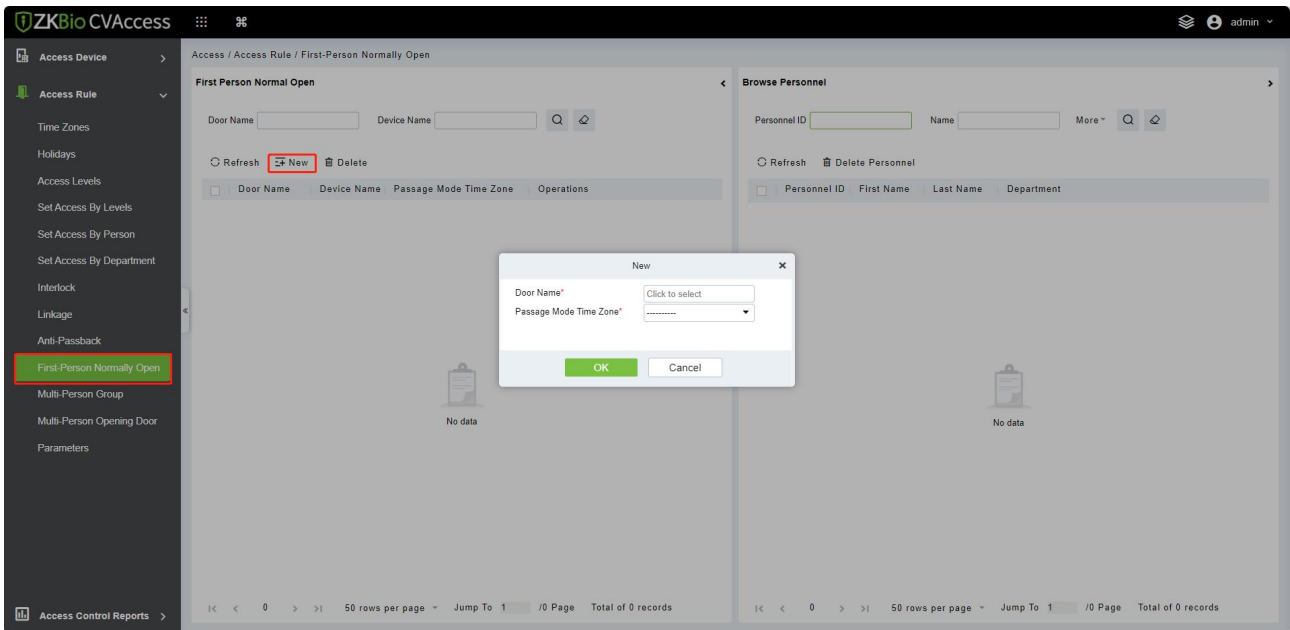 ZKBio CVAccess
admin
Access Device
Access Rule
Time Zones
Holidays
Access Levels
Set Access By Levels
Set Access By Person
Set Access By Department
Interlock
Linkage
Anti-Passback
First-Person Normally Open
Multi-Person Group
Multi-Person Opening Door
Parameters
Access Control Reports
Access / Access Rule / First-Person Normally Open
First Person Normal Open
Door Name
Device Name
Refresh New Delete
Door Name Device Name Passage Mode Time Zone Operations
No data
0 50 rows per page Jump To 1 /0 Page Total of 0 records
Browse Personnel
Personnel ID
Name
More
Refresh Delete Personnel
Personnel ID First Name Last Name Department
No data
0 50 rows per page Jump To 1 /0 Page Total of 0 records
New
Door Name* Click to select
Passage Mode Time Zone* ----------
OK Cancel